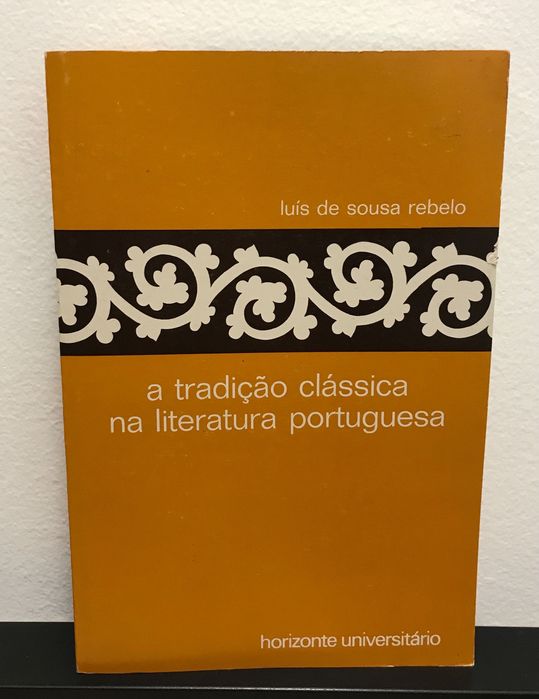 luís de sousa rebelo
a tradição clássica
na literatura portuguesa
horizonte universitário